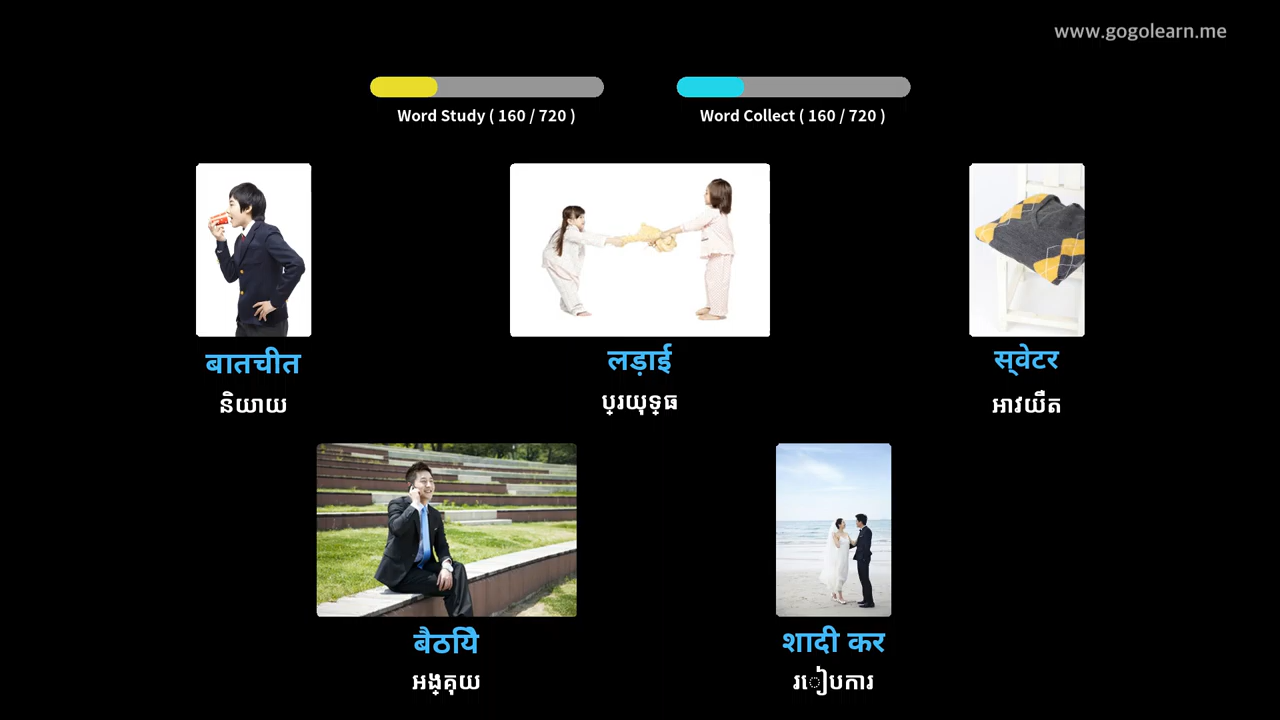 www.gogolearn.me
Word Study ( 160 / 720 )
Word Collect ( 160 / 720 )
बातचीत
लड़ाई
स्वेटर
និយាយ
ប្រយុទ្ធ
អាវយឺត
बैठिये
शादी कर
អង្គុយ
រៀបការ